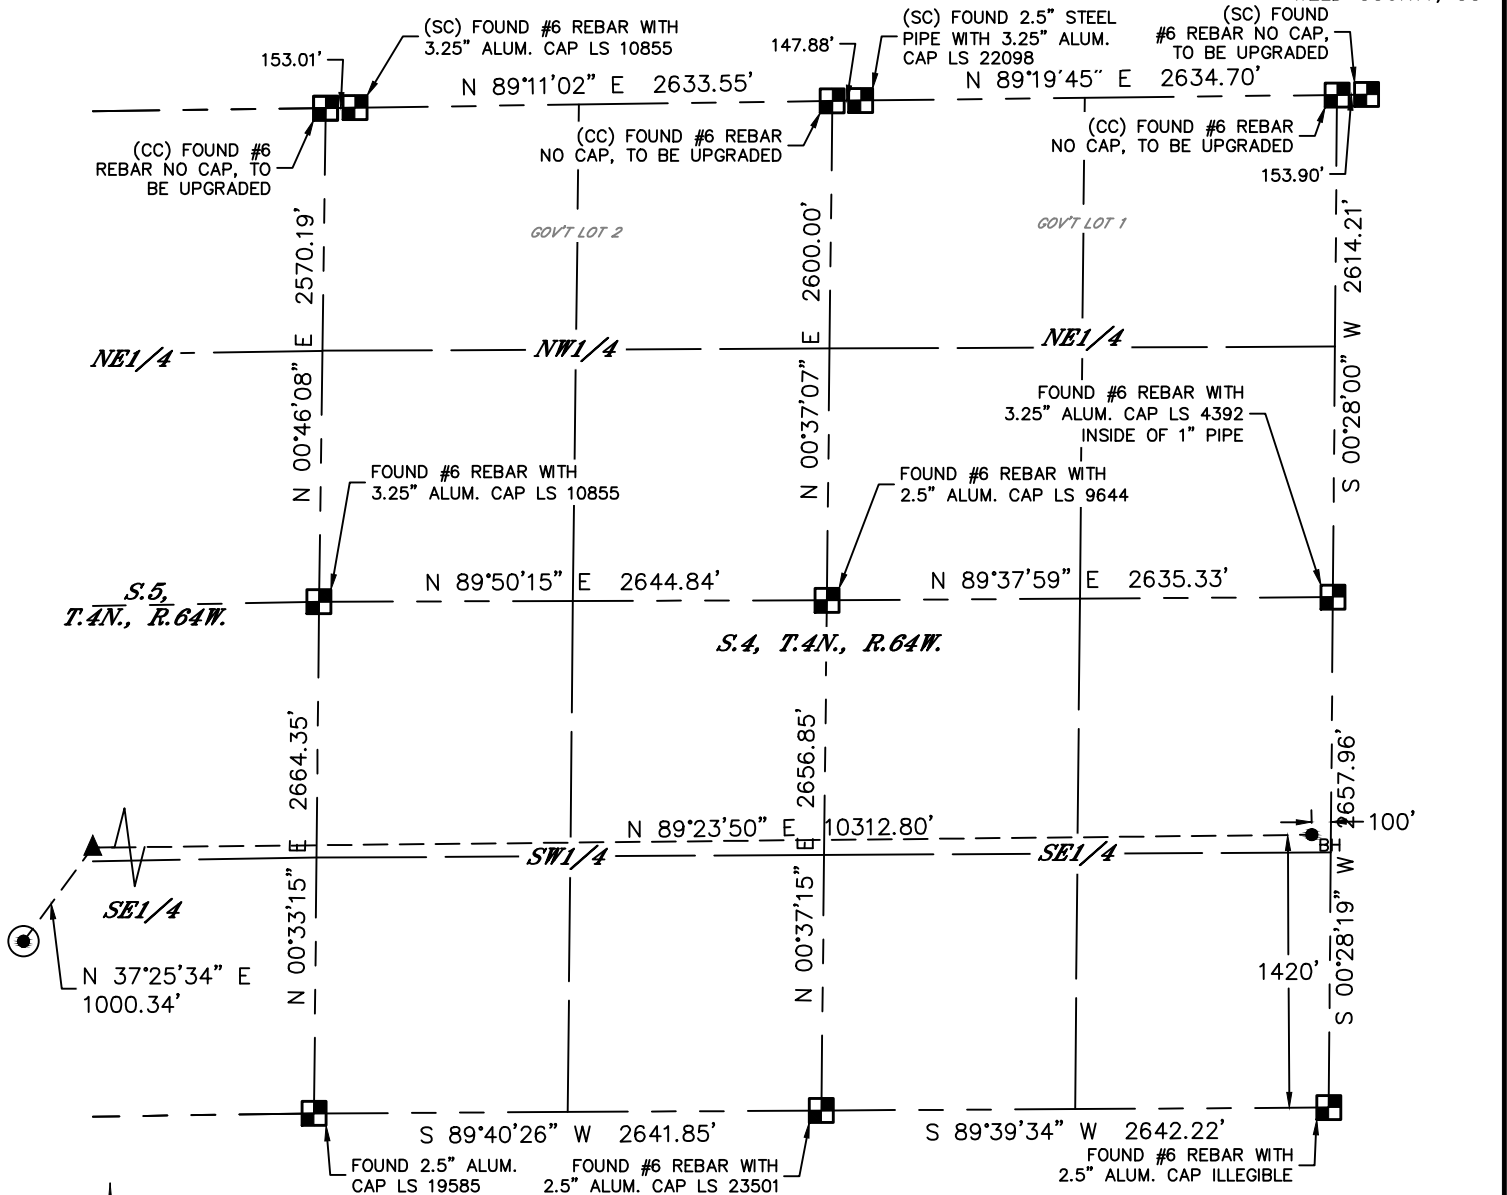 (SC) FOUND #6 REBAR WITH
3.25" ALUM. CAP LS 10855
153.01'
N 89°11'02" E 2633.55'
(CC) FOUND #6
REBAR NO CAP, TO
BE UPGRADED
147.88'
(SC) FOUND 2.5" STEEL
PIPE WITH 3.25" ALUM.
CAP LS 22098
N 89°19'45" E 2634.70'
(SC) FOUND
#6 REBAR NO CAP,
TO BE UPGRADED
(CC) FOUND #6 REBAR
NO CAP, TO BE UPGRADED
(CC) FOUND #6 REBAR
NO CAP, TO BE UPGRADED
153.90'
GOV'T LOT 2
GOV'T LOT 1
N 00°46'08" E 2570.19'
N 00°37'07" E 2600.00'
S 00°28'00" W 2614.21'
NE1/4
NW1/4
NE1/4
FOUND #6 REBAR WITH
3.25" ALUM. CAP LS 4392
INSIDE OF 1" PIPE
FOUND #6 REBAR WITH
3.25" ALUM. CAP LS 10855
FOUND #6 REBAR WITH
2.5" ALUM. CAP LS 9644
S.5,
T.4N., R.64W.
N 89°50'15" E 2644.84'
N 89°37'59" E 2635.33'
S.4, T.4N., R.64W.
N 00°33'15" E 2664.35'
N 00°37'15" E 2656.85'
S 00°28'19" W 2657.96'
N 89°23'50" E 10312.80'
100'
BH
SW1/4
SE1/4
SE1/4
N 37°25'34" E
1000.34'
1420'
S 89°40'26" W 2641.85'
S 89°39'34" W 2642.22'
FOUND 2.5" ALUM.
CAP LS 19585
FOUND #6 REBAR WITH
2.5" ALUM. CAP LS 23501
FOUND #6 REBAR WITH
2.5" ALUM. CAP ILLEGIBLE